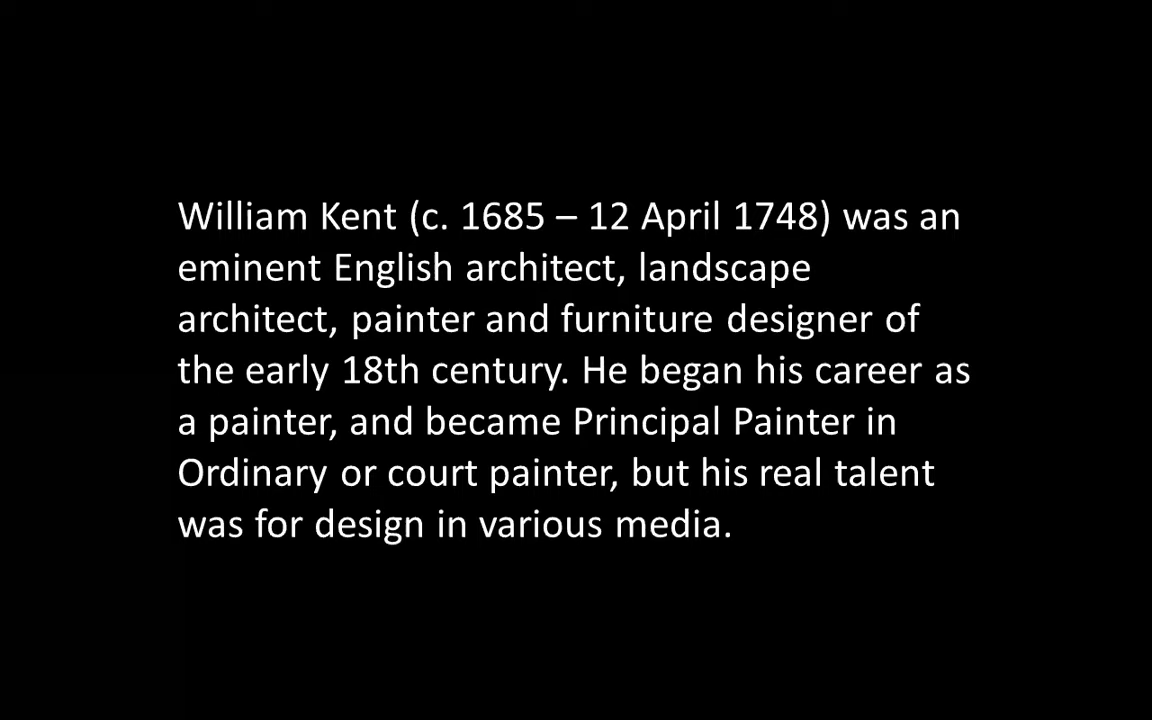 William Kent (c. 1685 – 12 April 1748) was an
eminent English architect, landscape
architect, painter and furniture designer of
the early 18th century. He began his career as
a painter, and became Principal Painter in
Ordinary or court painter, but his real talent
was for design in various media.